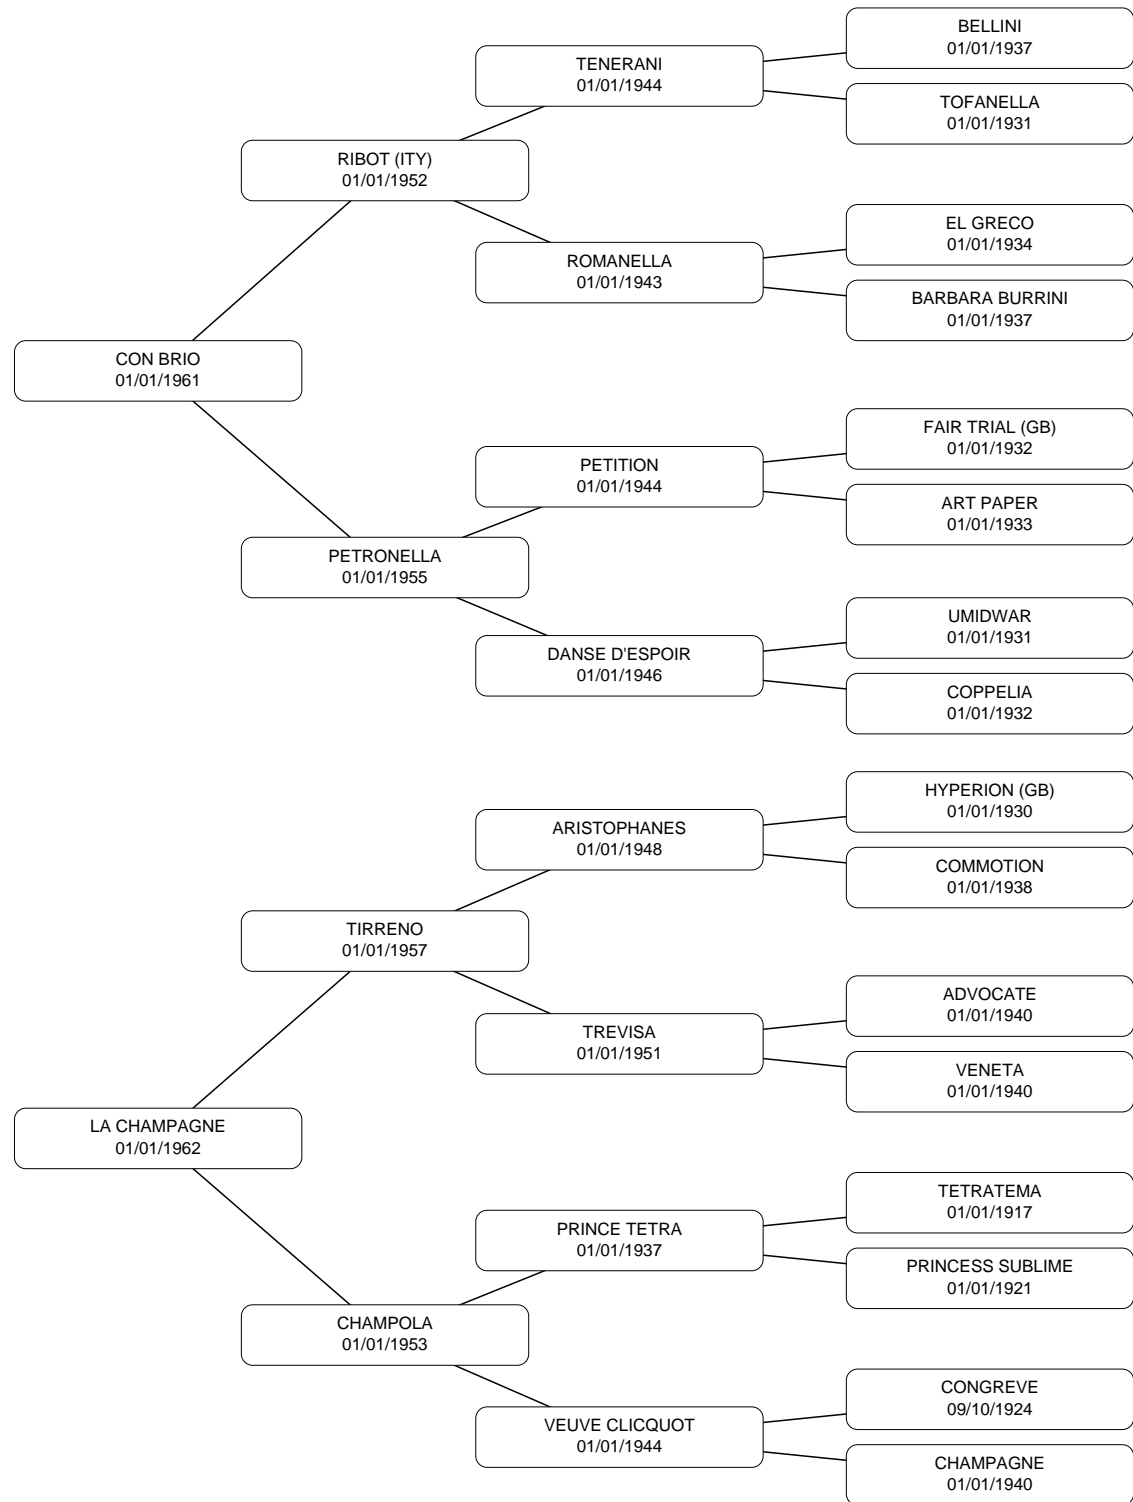 BELLINI
01/01/1937
TENERANI
01/01/1944
TOFANELLA
01/01/1931
RIBOT (ITY)
01/01/1952
EL GRECO
01/01/1934
ROMANELLA
01/01/1943
BARBARA BURRINI
01/01/1937
CON BRIO
01/01/1961
FAIR TRIAL (GB)
01/01/1932
PETITION
01/01/1944
ART PAPER
01/01/1933
PETRONELLA
01/01/1955
UMIDWAR
01/01/1931
DANSE D'ESPOIR
01/01/1946
COPPELIA
01/01/1932
HYPERION (GB)
01/01/1930
ARISTOPHANES
01/01/1948
COMMOTION
01/01/1938
TIRRENO
01/01/1957
ADVOCATE
01/01/1940
TREVISA
01/01/1951
VENETA
01/01/1940
LA CHAMPAGNE
01/01/1962
TETRATEMA
01/01/1917
PRINCE TETRA
01/01/1937
PRINCESS SUBLIME
01/01/1921
CHAMPOLA
01/01/1953
CONGREVE
09/10/1924
VEUVE CLICQUOT
01/01/1944
CHAMPAGNE
01/01/1940